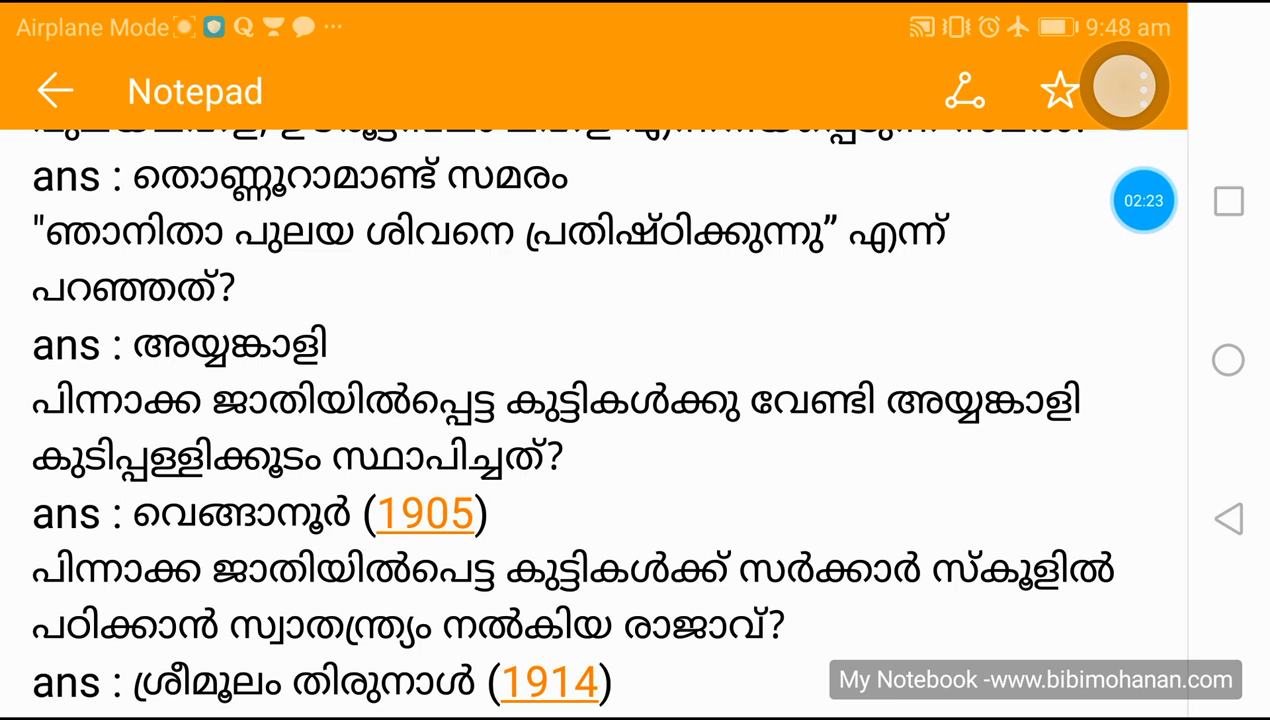 Airplane Mode ··· 9:48 am
Notepad
ans : തൊണ്ണൂറാമാണ്ട് സമരം
02:23
"ഞാനിതാ പുലയ ശിവനെ പ്രതിഷ്ഠിക്കുന്നു” എന്ന്
പറഞ്ഞത്?
ans : അയ്യങ്കാളി
പിന്നാക്ക ജാതിയിൽപ്പെട്ട കുട്ടികൾക്കു വേണ്ടി അയ്യങ്കാളി
കുടിപ്പള്ളിക്കൂടം സ്ഥാപിച്ചത്?
ans : വെങ്ങാനൂർ (1905)
പിന്നാക്ക ജാതിയിൽപെട്ട കുട്ടികൾക്ക് സർക്കാർ സ്കൂളിൽ
പഠിക്കാൻ സ്വാതന്ത്ര്യം നൽകിയ രാജാവ്?
ans : ശ്രീമൂലം തിരുനാൾ (1914)
My Notebook -www.bibimohanan.com